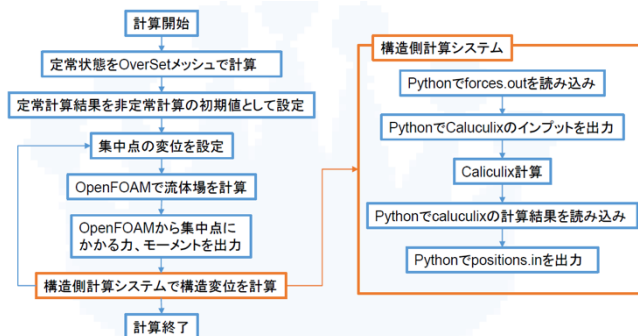 計算開始
定常状態をOverSetメッシュで計算
定常計算結果を非定常計算の初期値として設定
集中点の変位を設定
OpenFOAMで流体場を計算
OpenFOAMから集中点に
かかる力、モーメントを出力
構造側計算システムで構造変位を計算
計算終了
構造側計算システム
Pythonでforces.outを読み込み
PythonでCaluculixのインプットを出力
Caliculix計算
Pythonでcaluculixの計算結果を読み込み
Pythonでpositions.inを出力